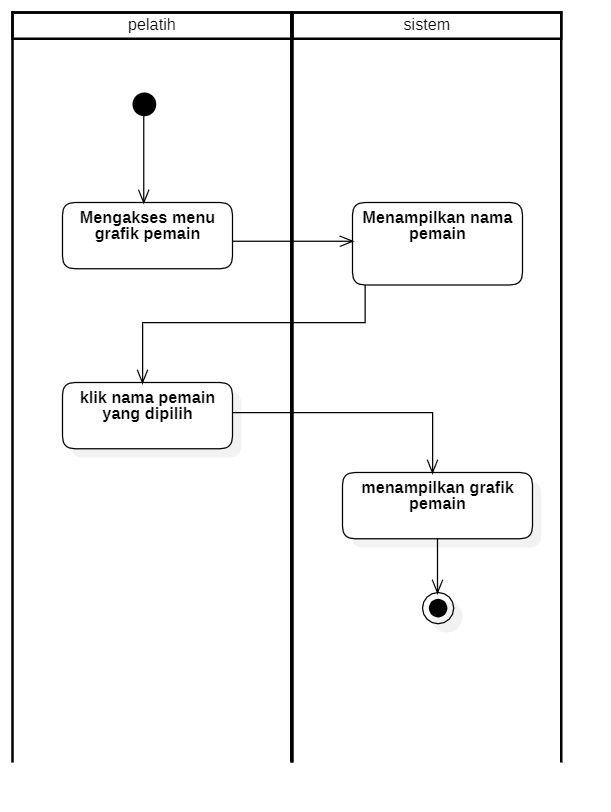 pelatih
sistem
Mengakses menu
grafik pemain
Menampilkan nama
pemain
klik nama pemain
yang dipilih
menampilkan grafik
pemain